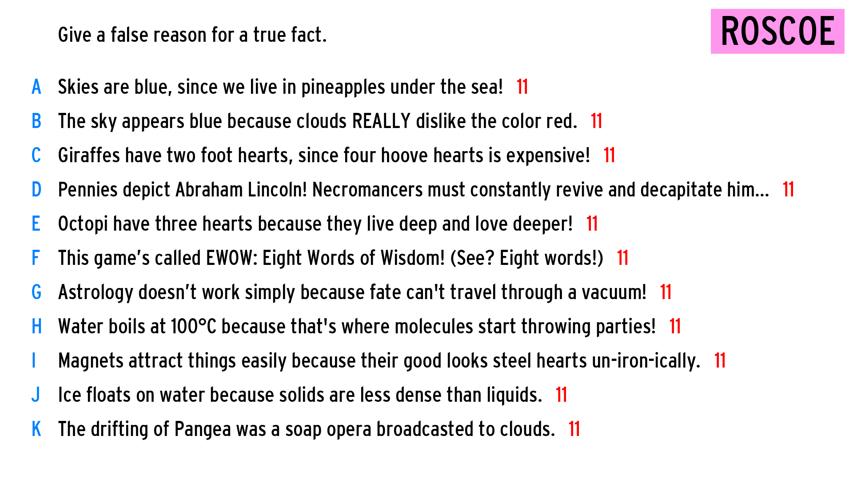 Give a false reason for a true fact.
ROSCOE
A Skies are blue, since we live in pineapples under the sea! 11
B The sky appears blue because clouds REALLY dislike the color red. 11
C Giraffes have two foot hearts, since four hoove hearts is expensive! 11
D Pennies depict Abraham Lincoln! Necromancers must constantly revive and decapitate him... 11
E Octopi have three hearts because they live deep and love deeper! 11
F This game’s called EWOW: Eight Words of Wisdom! (See? Eight words!) 11
G Astrology doesn’t work simply because fate can't travel through a vacuum! 11
H Water boils at 100°C because that's where molecules start throwing parties! 11
I Magnets attract things easily because their good looks steel hearts un-iron-ically. 11
J Ice floats on water because solids are less dense than liquids. 11
K The drifting of Pangea was a soap opera broadcasted to clouds. 11